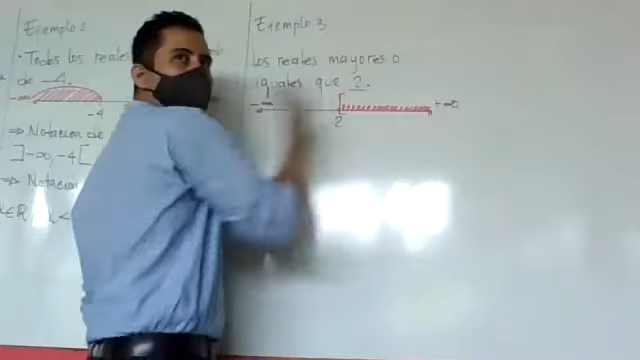 Ejemplo
• Todos los reales
de -4.
-∞
-4
⇒ Notación de
]-∞, -4[
⇒ Notación
∈ℝ
Ejemplo 3
Los reales mayores o
iguales que 2.
-∞ [ +∞
2